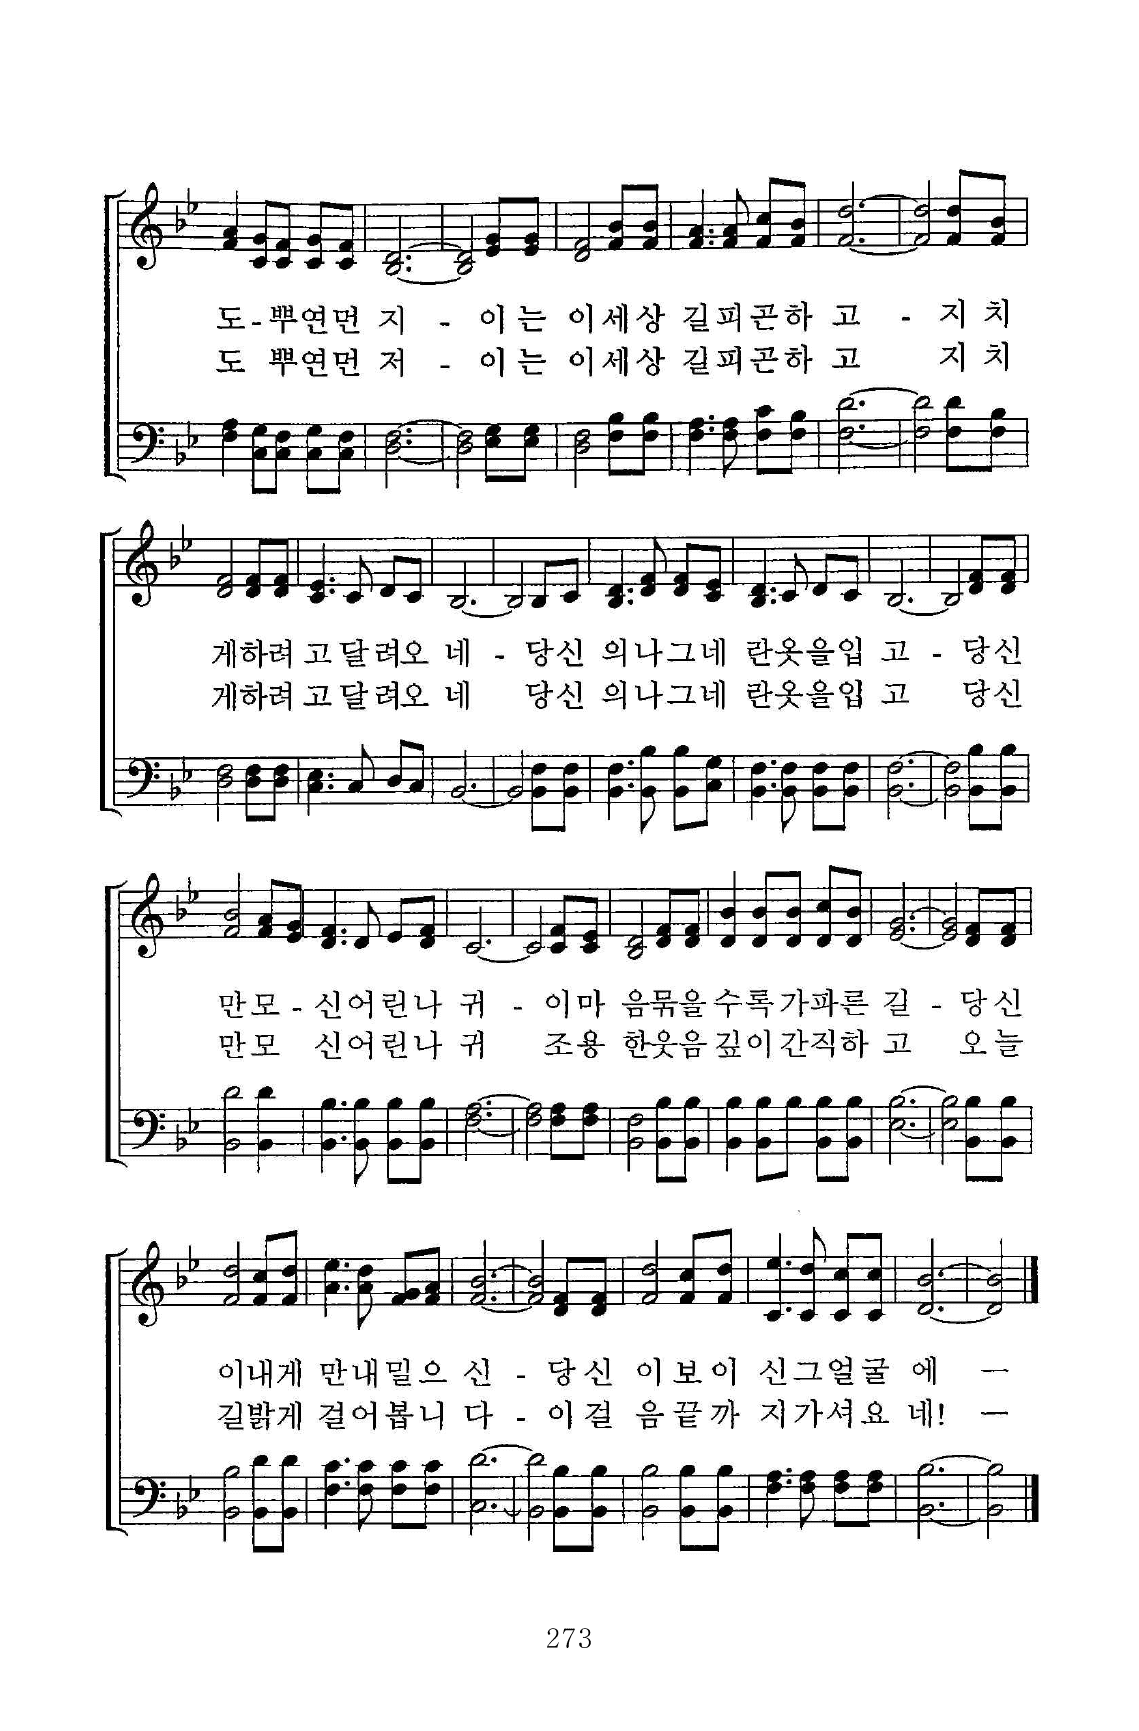 도-뿌연먼 지 - 이는 이세상 길피곤하 고 - 지 치
도 뿌연먼 저 - 이는 이세상 길피곤하 고 지 치
게하려 고달려오 네 - 당신 의나그네 란옷을입 고 - 당신
게하려 고달려오 네 당신 의나그네 란옷을입 고 당신
만모 - 신어린나 귀 - 이마 음묶을 수록가파른 길 - 당신
만모 신어린나 귀 조용 한웃음 깊이간직하 고 오늘
이내게 만내밀으 신 - 당신 이보이 신그얼굴 에 ㅡ
길밝게 걸어봅니 다 - 이걸 음끝까 지가셔요 네! ㅡ
273